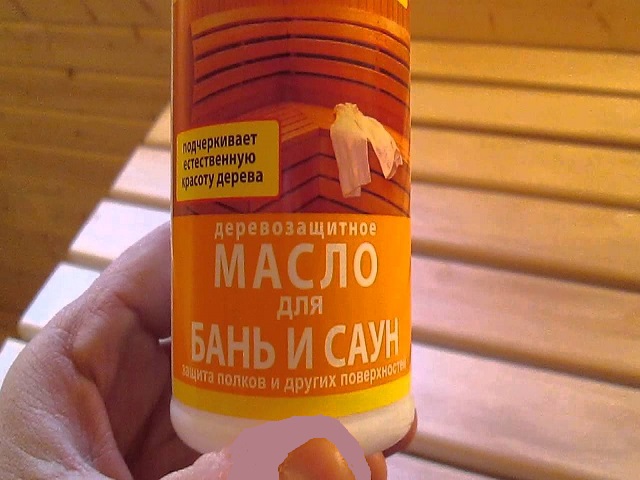 подчеркивает
естественную
красоту дерева
деревозащитное
МАСЛО
для
БАНЬ И САУН
защита полков и других поверхностей